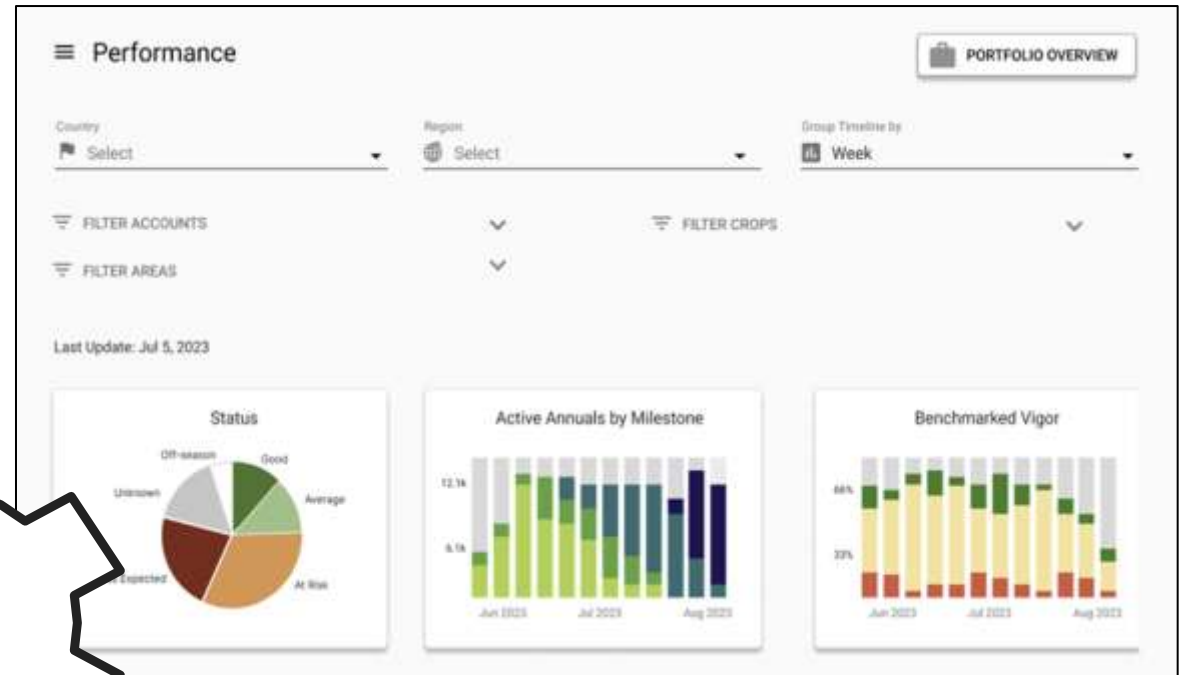 Performance
PORTFOLIO OVERVIEW
Country
Region
Group Timeline by
Select
Select
Week
FILTER ACCOUNTS
FILTER CROPS
FILTER AREAS
Last Update: Jul 5, 2023
Status
Off-season
Good
Unknown
Average
Expected
At Risk
Active Annuals by Milestone
12.1k
6.1k
Jun 2023
Jul 2023
Aug 2023
Benchmarked Vigor
66%
33%
Jun 2023
Jul 2023
Aug 2023